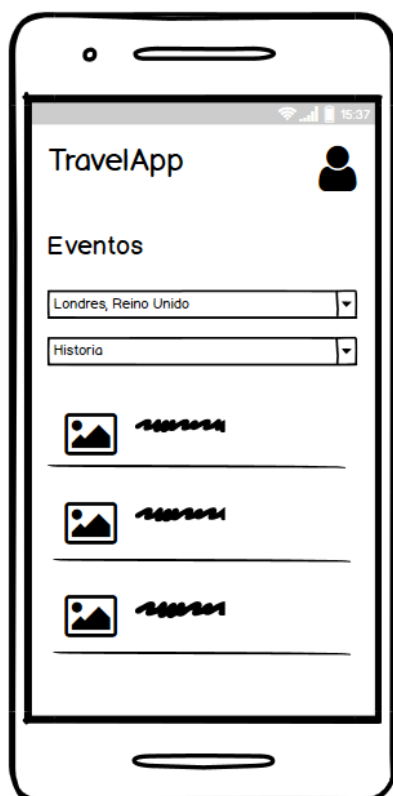 15:37
TravelApp
Eventos
Londres, Reino Unido
Historia